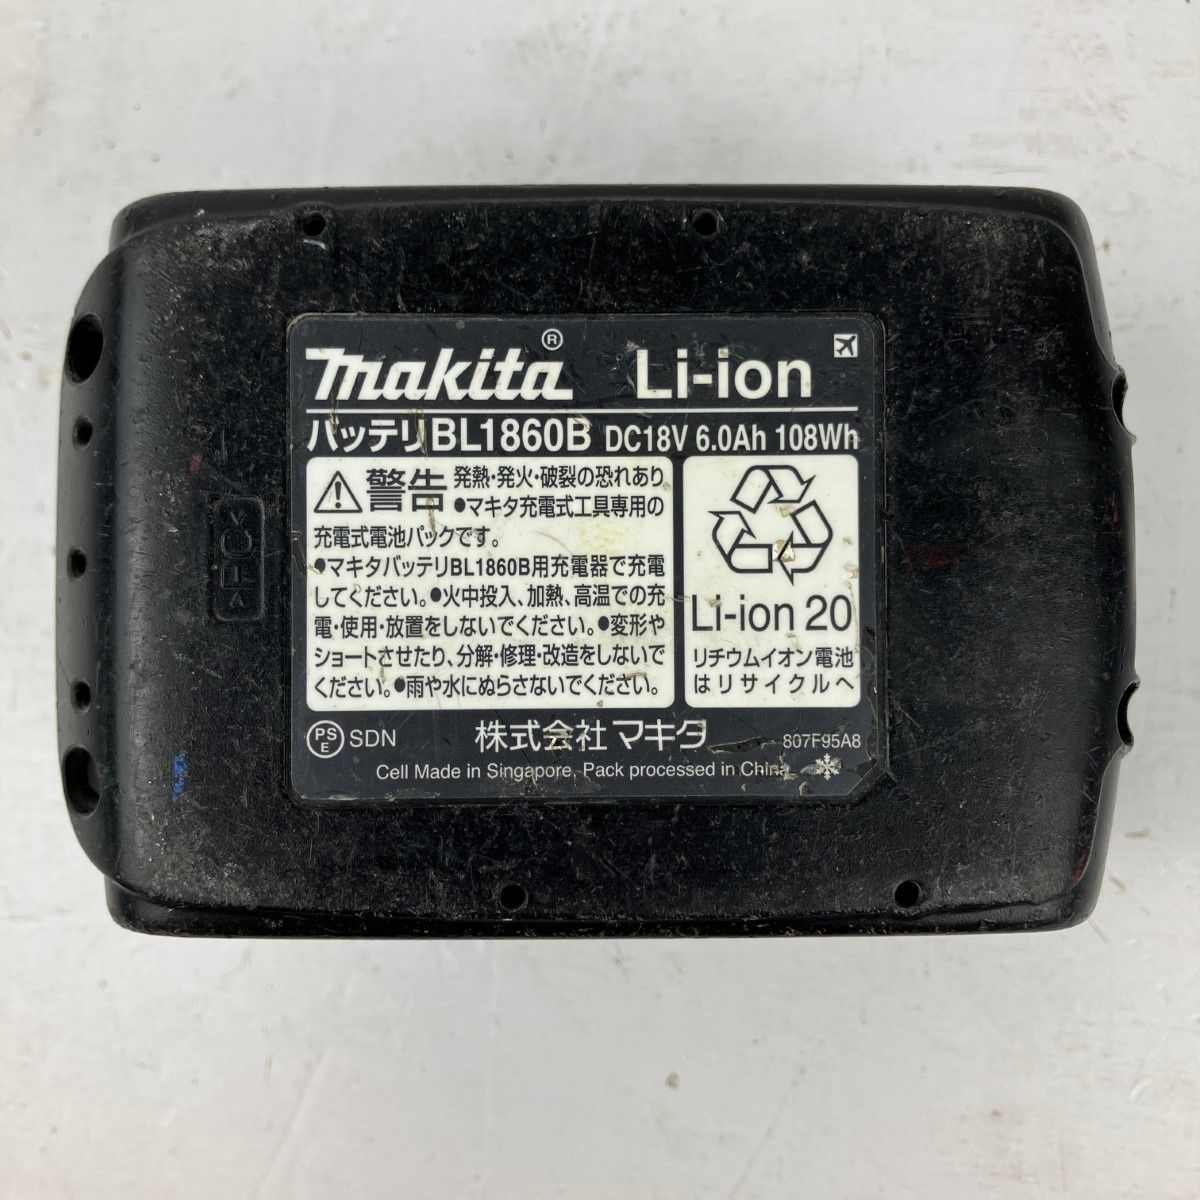 makita® Li-ion
バッテリBL1860B DC18V 6.0Ah 108Wh
警告 発熱・発火・破裂の恐れあり
●マキタ充電式工具専用の
充電式電池パックです。
●マキタバッテリBL1860B用充電器で充電
してください。●火中投入、加熱、高温での充
電・使用・放置をしないでください。●変形や
ショートさせたり、分解・修理・改造をしないで
ください。●雨や水にぬらさないでください。
Li-ion 20
リチウムイオン電池
はリサイクルへ
PSE SDN 株式会社マキタ 807F95A8
Cell Made in Singapore, Pack processed in China
>PC<